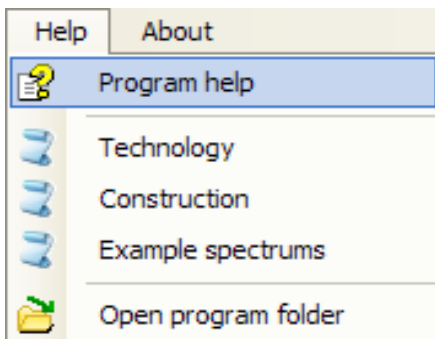 Help About
Program help
Technology
Construction
Example spectrums
Open program folder